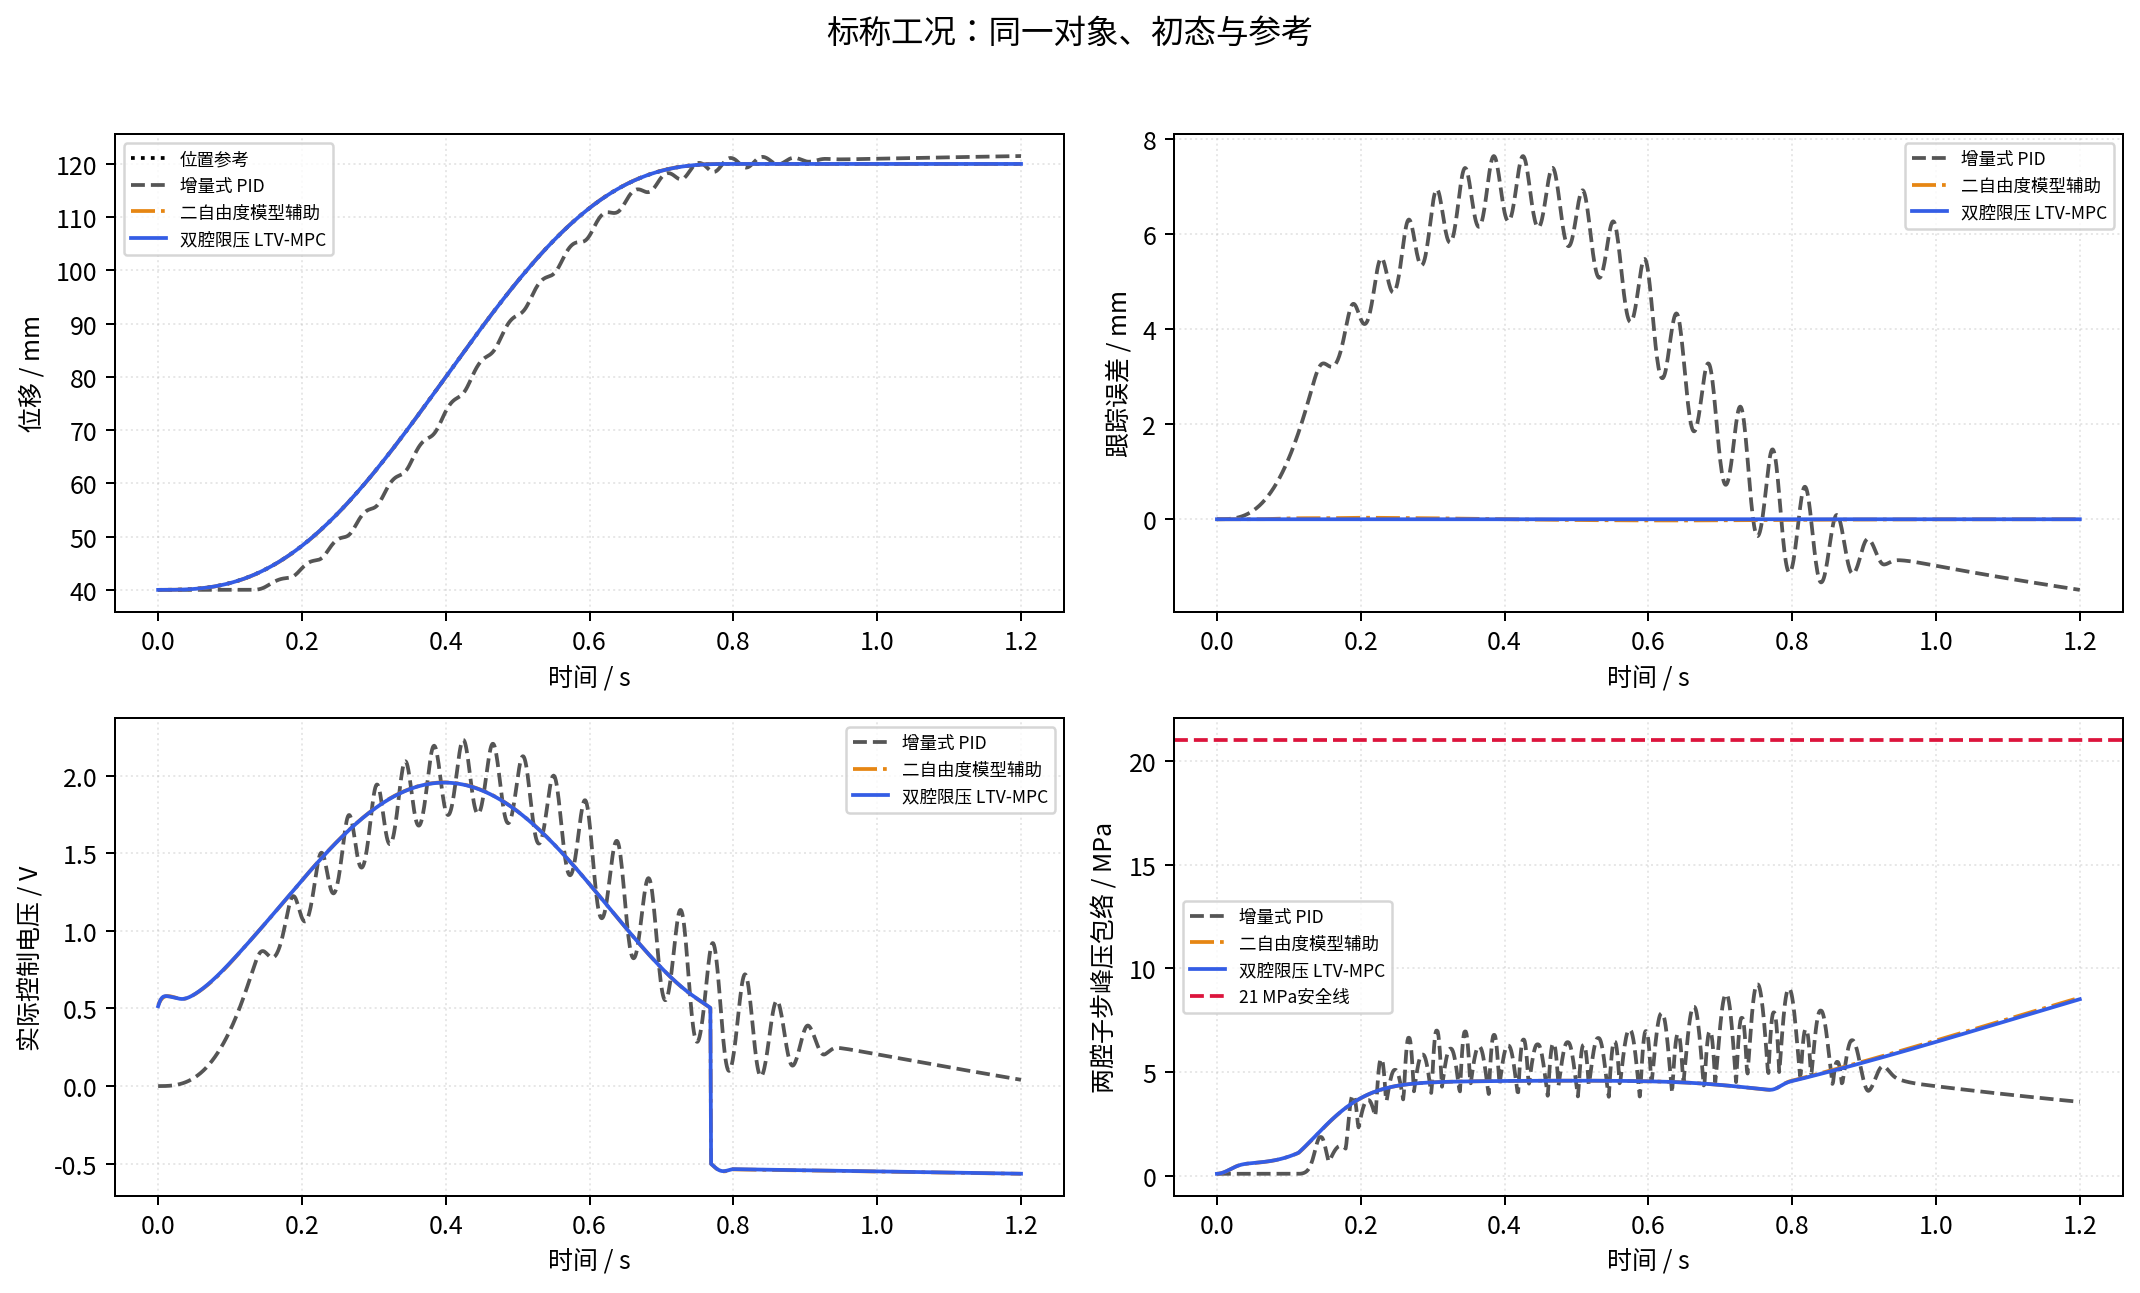 标称工况：同一对象、初态与参考
位移 / mm
120
110
100
90
80
70
60
50
40
位置参考
增量式 PID
二自由度模型辅助
双腔限压 LTV-MPC
0.0 0.2 0.4 0.6 0.8 1.0 1.2
时间 / s
跟踪误差 / mm
8
6
4
2
0
增量式 PID
二自由度模型辅助
双腔限压 LTV-MPC
0.0 0.2 0.4 0.6 0.8 1.0 1.2
时间 / s
实际控制电压 / V
2.0
1.5
1.0
0.5
0.0
-0.5
增量式 PID
二自由度模型辅助
双腔限压 LTV-MPC
0.0 0.2 0.4 0.6 0.8 1.0 1.2
时间 / s
两腔子步峰压包络 / MPa
20
15
10
5
0
增量式 PID
二自由度模型辅助
双腔限压 LTV-MPC
21 MPa安全线
0.0 0.2 0.4 0.6 0.8 1.0 1.2
时间 / s